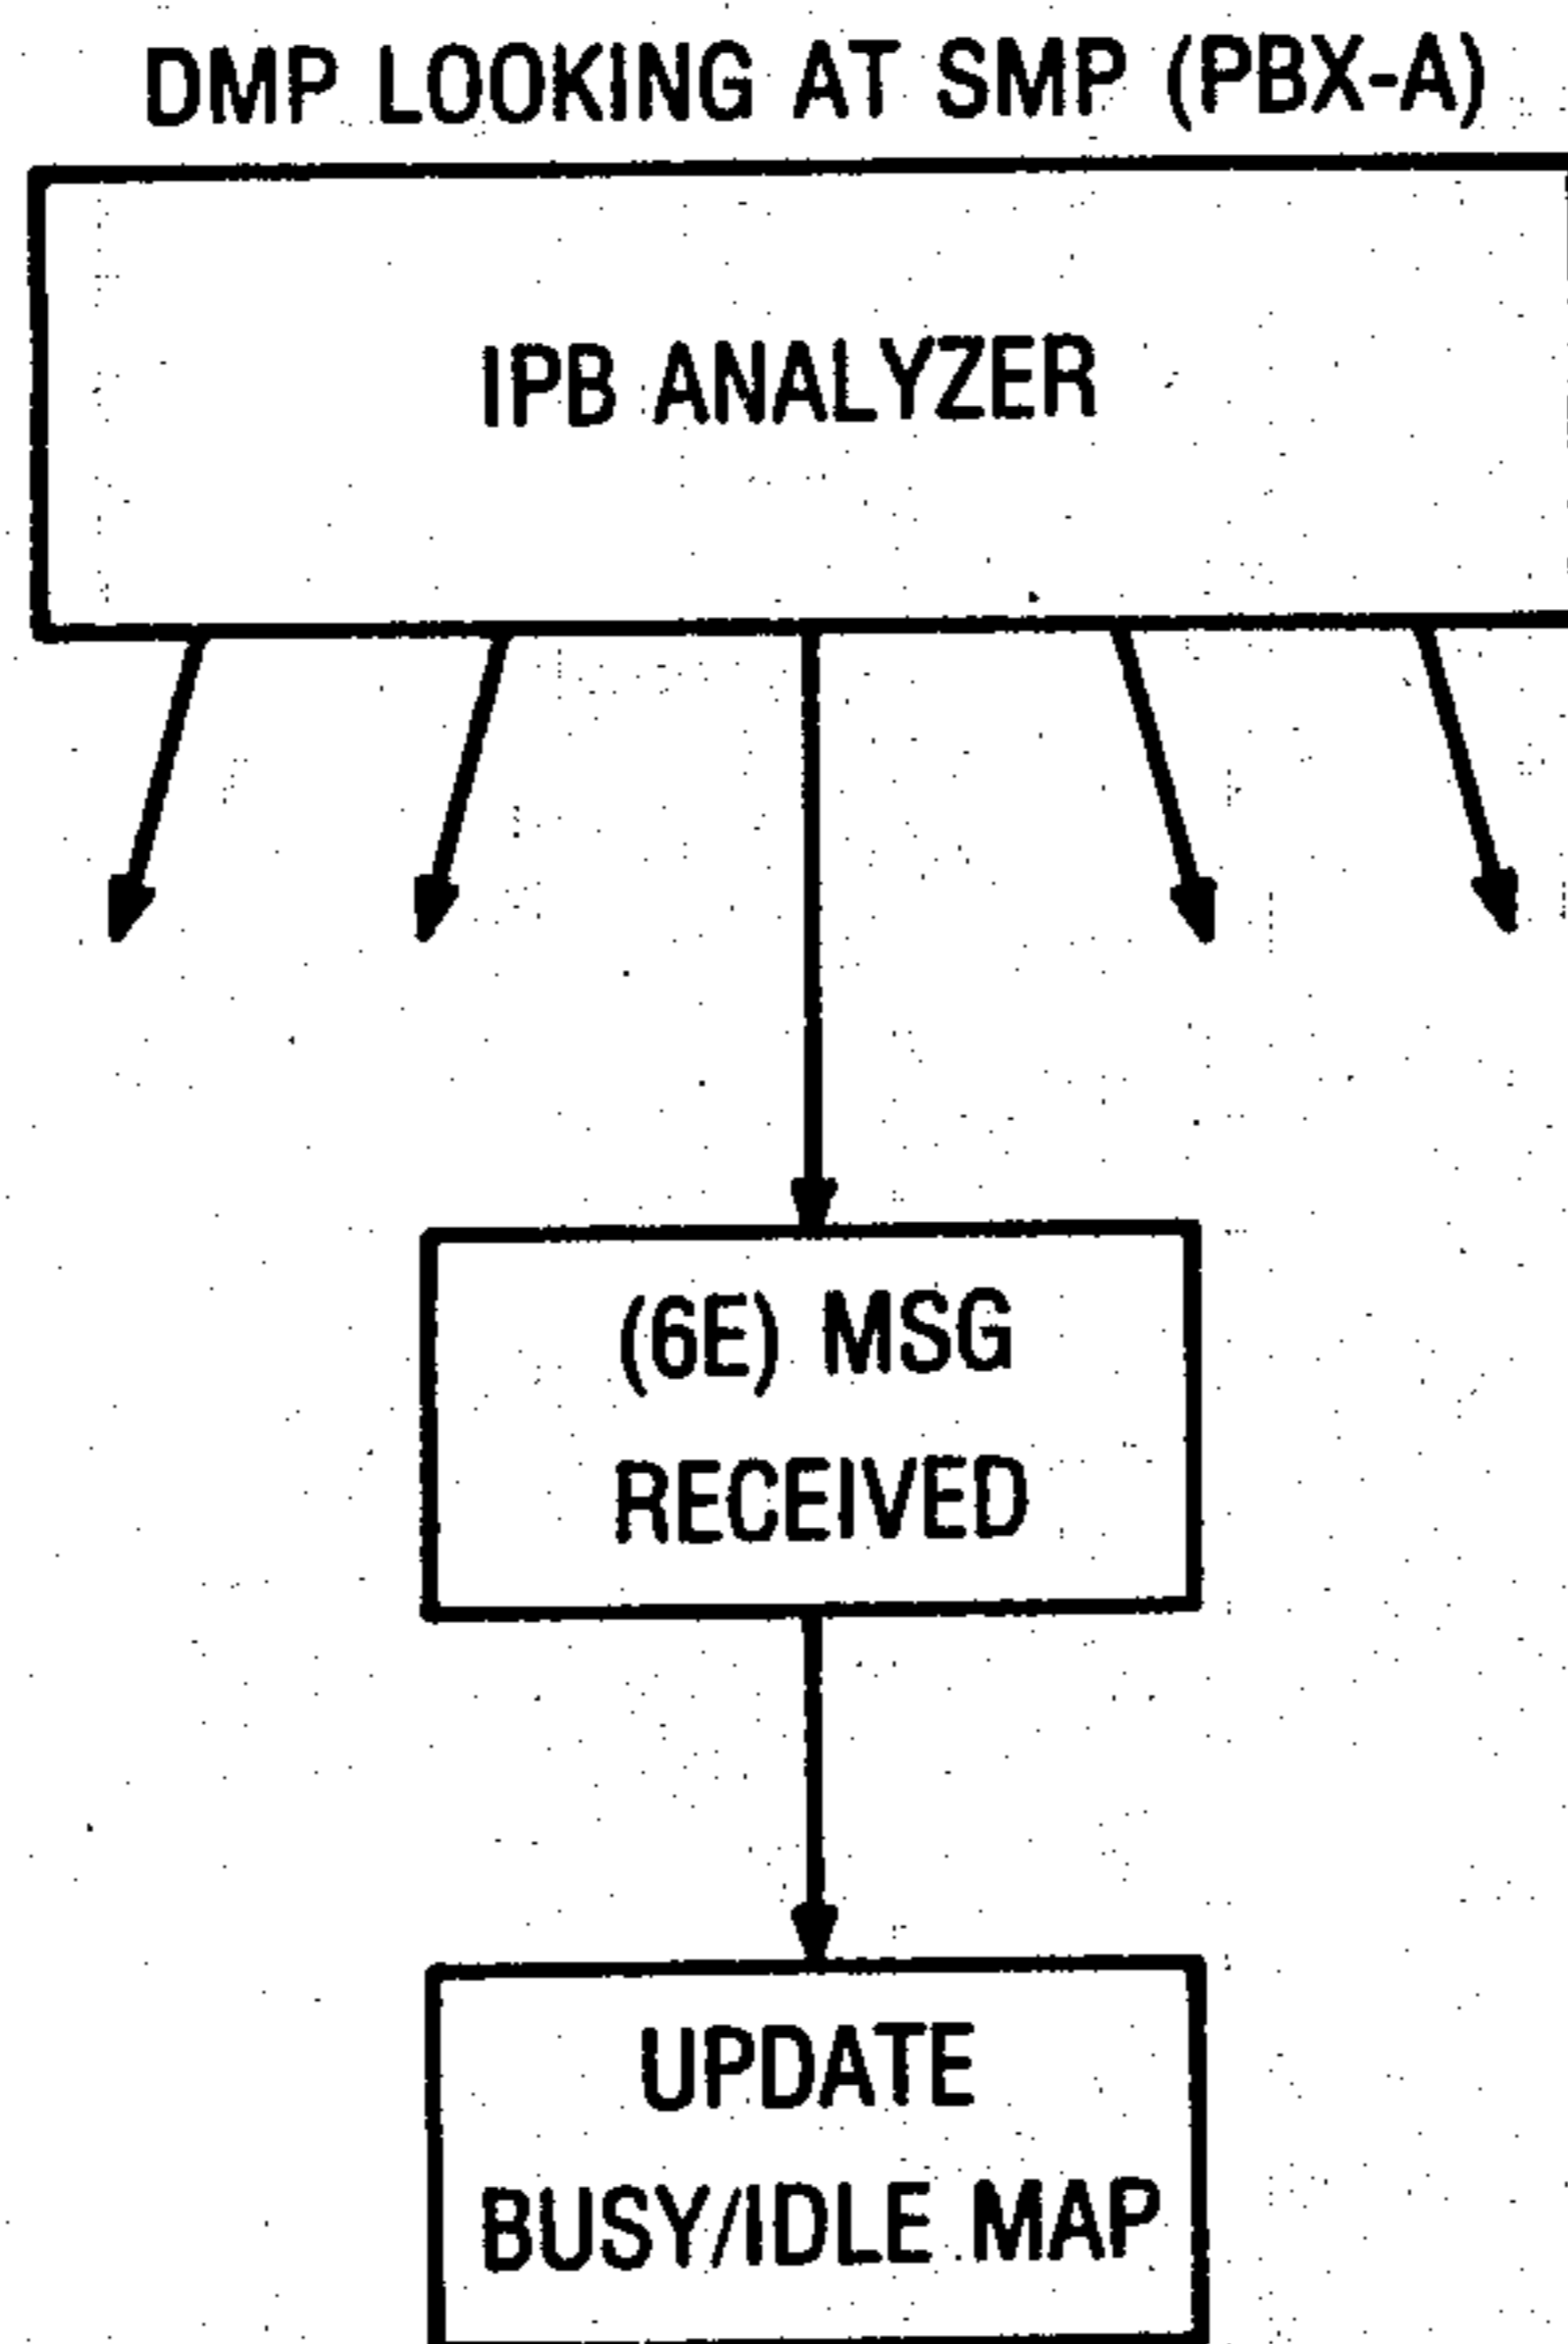 DMP LOOKING AT SMP (PBX-A)
IPB ANALYZER
(6E) MSG
RECEIVED
UPDATE
BUSY/IDLE MAP